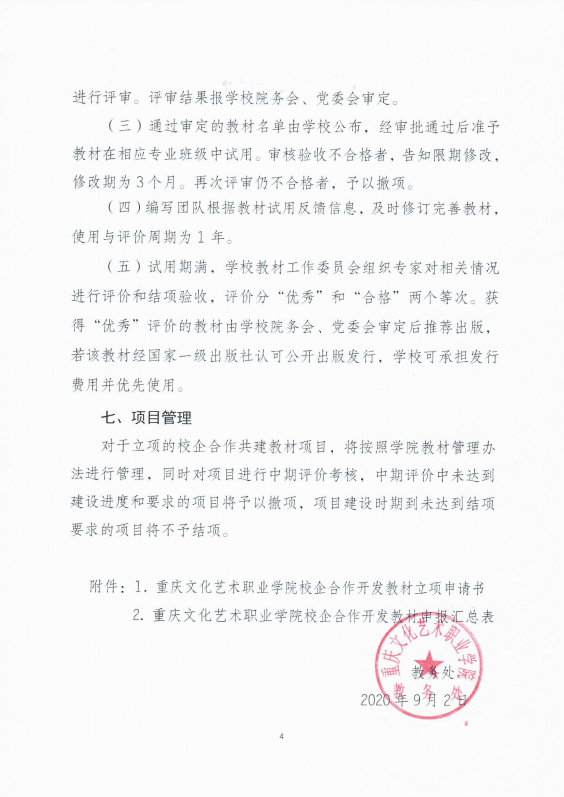 进行评审。评审结果报学校院务会、党委会审定。
（三）通过审定的教材名单由学校公布，经审批通过后准予
教材在相应专业班级中试用。审核验收不合格者，告知限期修改，
修改期为3个月。再次评审仍不合格者，予以撤项。
（四）编写团队根据教材试用反馈信息，及时修订完善教材，
使用与评价周期为1年。
（五）试用期满，学校教材工作委员会组织专家对相关情况
进行评价和结项验收，评价分“优秀”和“合格”两个等次。获
得“优秀”评价的教材由学校院务会、党委会审定后推荐出版，
若该教材经国家一级出版社认可公开出版发行，学校可承担发行
费用并优先使用。
七、项目管理
对于立项的校企合作共建教材项目，将按照学院教材管理办
法进行管理，同时对项目进行中期评价考核，中期评价中未达到
建设进度和要求的项目将予以撤项，项目建设时期到未达到结项
要求的项目将不予结项。
附件：1. 重庆文化艺术职业学院校企合作开发教材立项申请书
2. 重庆文化艺术职业学院校企合作开发教材申报汇总表
重庆文化艺术职业学院
教务处
教务处
2020年9月2日
4